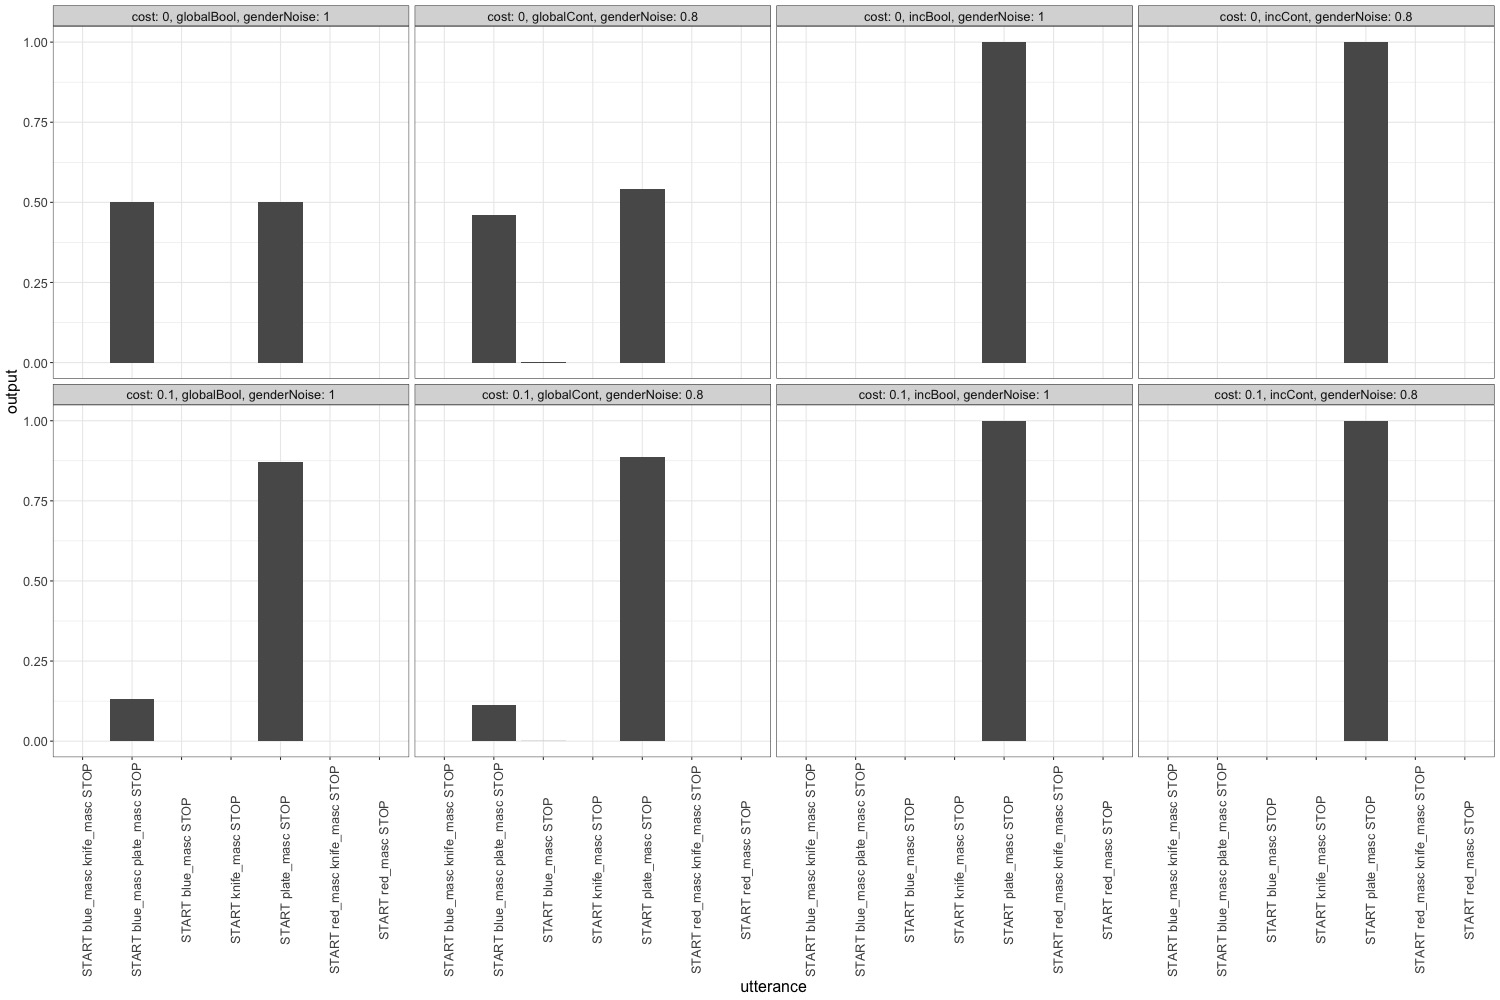 cost: 0, globalBool, genderNoise: 1
cost: 0, globalCont, genderNoise: 0.8
cost: 0, incBool, genderNoise: 1
cost: 0, incCont, genderNoise: 0.8
1.00
0.75
0.50
0.25
0.00
output
cost: 0.1, globalBool, genderNoise: 1
cost: 0.1, globalCont, genderNoise: 0.8
cost: 0.1, incBool, genderNoise: 1
cost: 0.1, incCont, genderNoise: 0.8
1.00
0.75
0.50
0.25
0.00
START blue_masc knife_masc STOP
START blue_masc plate_masc STOP
START blue_masc STOP
START knife_masc STOP
START plate_masc STOP
START red_masc knife_masc STOP
START red_masc STOP
START blue_masc knife_masc STOP
START blue_masc plate_masc STOP
START blue_masc STOP
START knife_masc STOP
START plate_masc STOP
START red_masc knife_masc STOP
START red_masc STOP
START blue_masc knife_masc STOP
START blue_masc plate_masc STOP
START blue_masc STOP
START knife_masc STOP
START plate_masc STOP
START red_masc knife_masc STOP
START red_masc STOP
START blue_masc knife_masc STOP
START blue_masc plate_masc STOP
START blue_masc STOP
START knife_masc STOP
START plate_masc STOP
START red_masc knife_masc STOP
START red_masc STOP
utterance